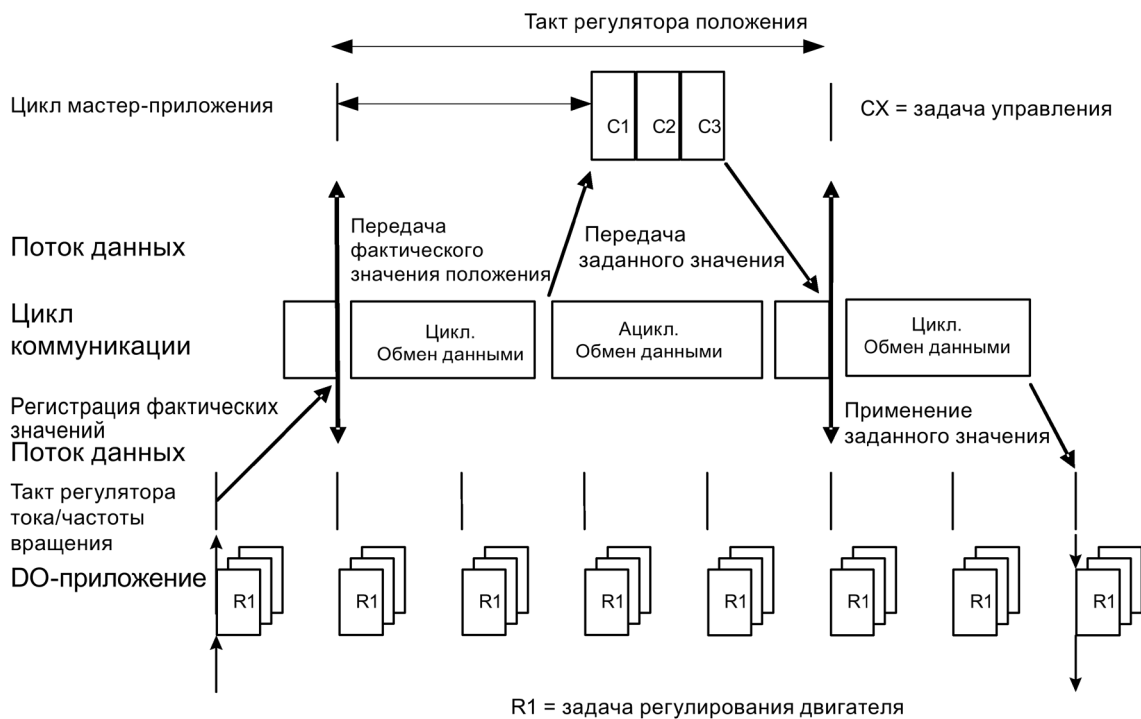 Такт регулятора положения
Цикл мастер-приложения
C1
C2
C3
CX = задача управления
Поток данных
Передача
фактического
значения положения
Передача
заданного значения
Цикл
коммуникации
Цикл.
Обмен данными
Ацикл.
Обмен данными
Цикл.
Обмен данными
Регистрация фактических
значений
Поток данных
Применение
заданного значения
Такт регулятора
тока/частоты
вращения
DO-приложение
R1
R1
R1
R1
R1
R1
R1
R1
R1 = задача регулирования двигателя